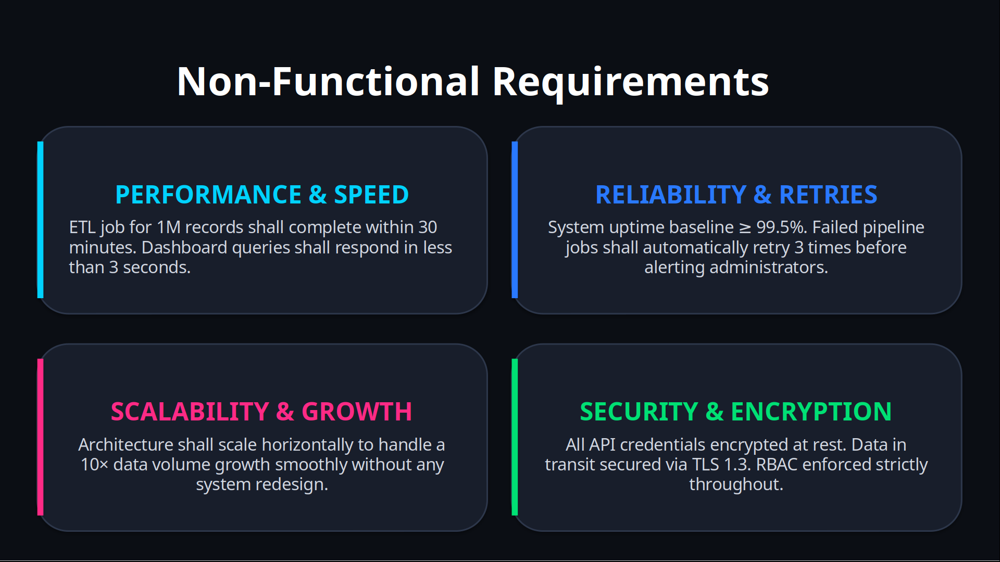 Non-Functional Requirements
PERFORMANCE & SPEED
ETL job for 1M records shall complete within 30
minutes. Dashboard queries shall respond in less
than 3 seconds.
RELIABILITY & RETRIES
System uptime baseline ≥ 99.5%. Failed pipeline
jobs shall automatically retry 3 times before
alerting administrators.
SCALABILITY & GROWTH
Architecture shall scale horizontally to handle a
10× data volume growth smoothly without any
system redesign.
SECURITY & ENCRYPTION
All API credentials encrypted at rest. Data in
transit secured via TLS 1.3. RBAC enforced strictly
throughout.